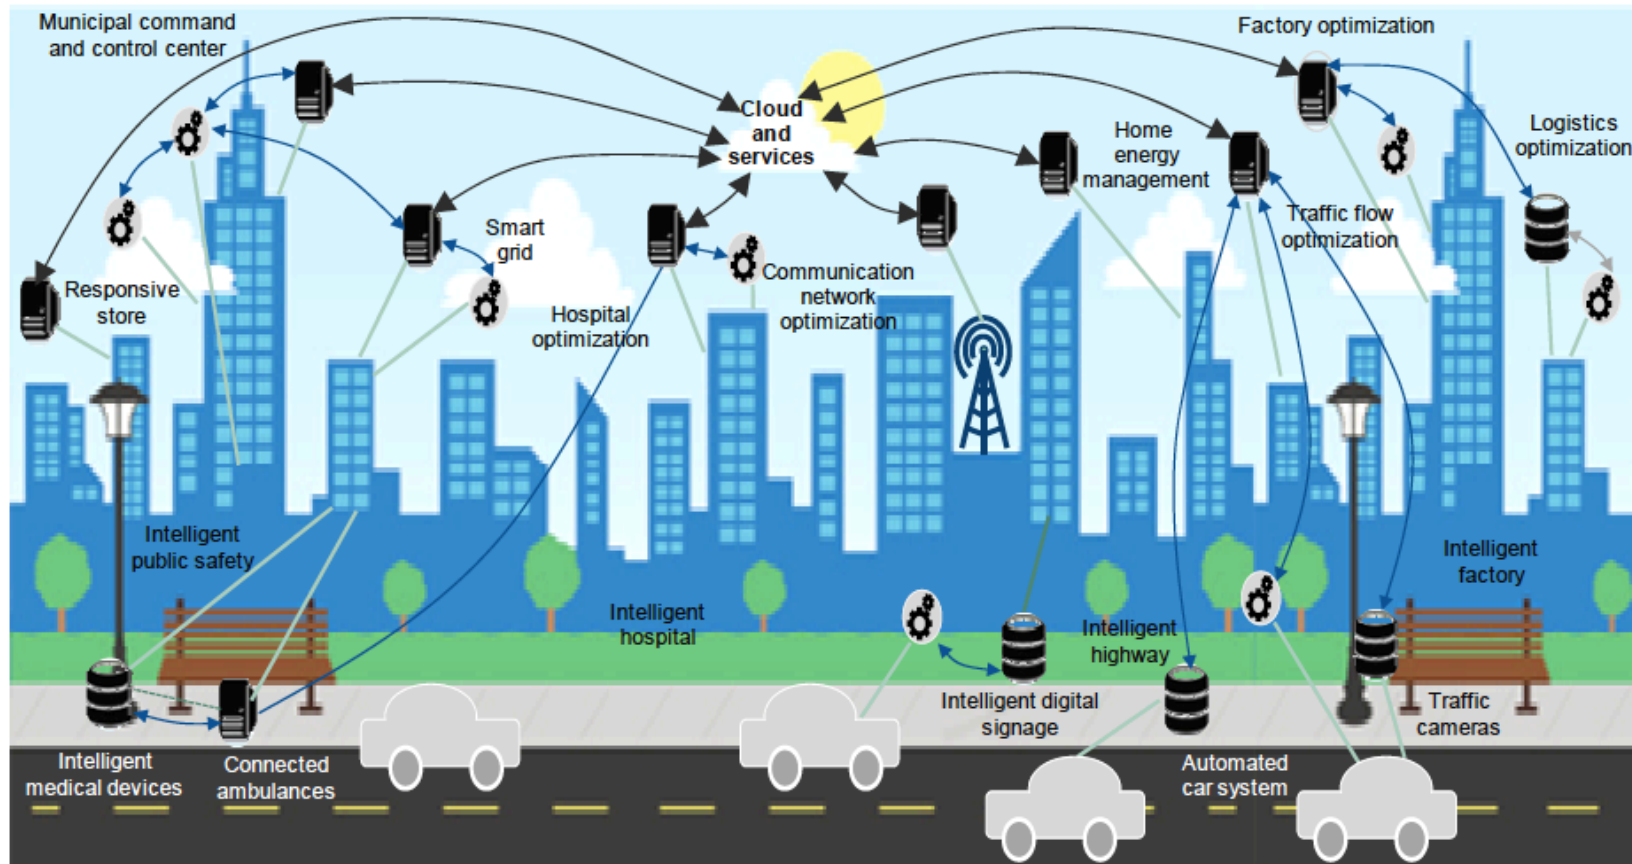 Municipal command
and control center
Factory optimization
Cloud
and
services
Home
energy
management
Logistics
optimization
Responsive
store
Smart
grid
Traffic flow
optimization
Hospital
optimization
Communication
network
optimization
Intelligent
public safety
Intelligent
hospital
Intelligent
highway
Intelligent
factory
Intelligent digital
signage
Traffic
cameras
Intelligent
medical devices
Connected
ambulances
Automated
car system